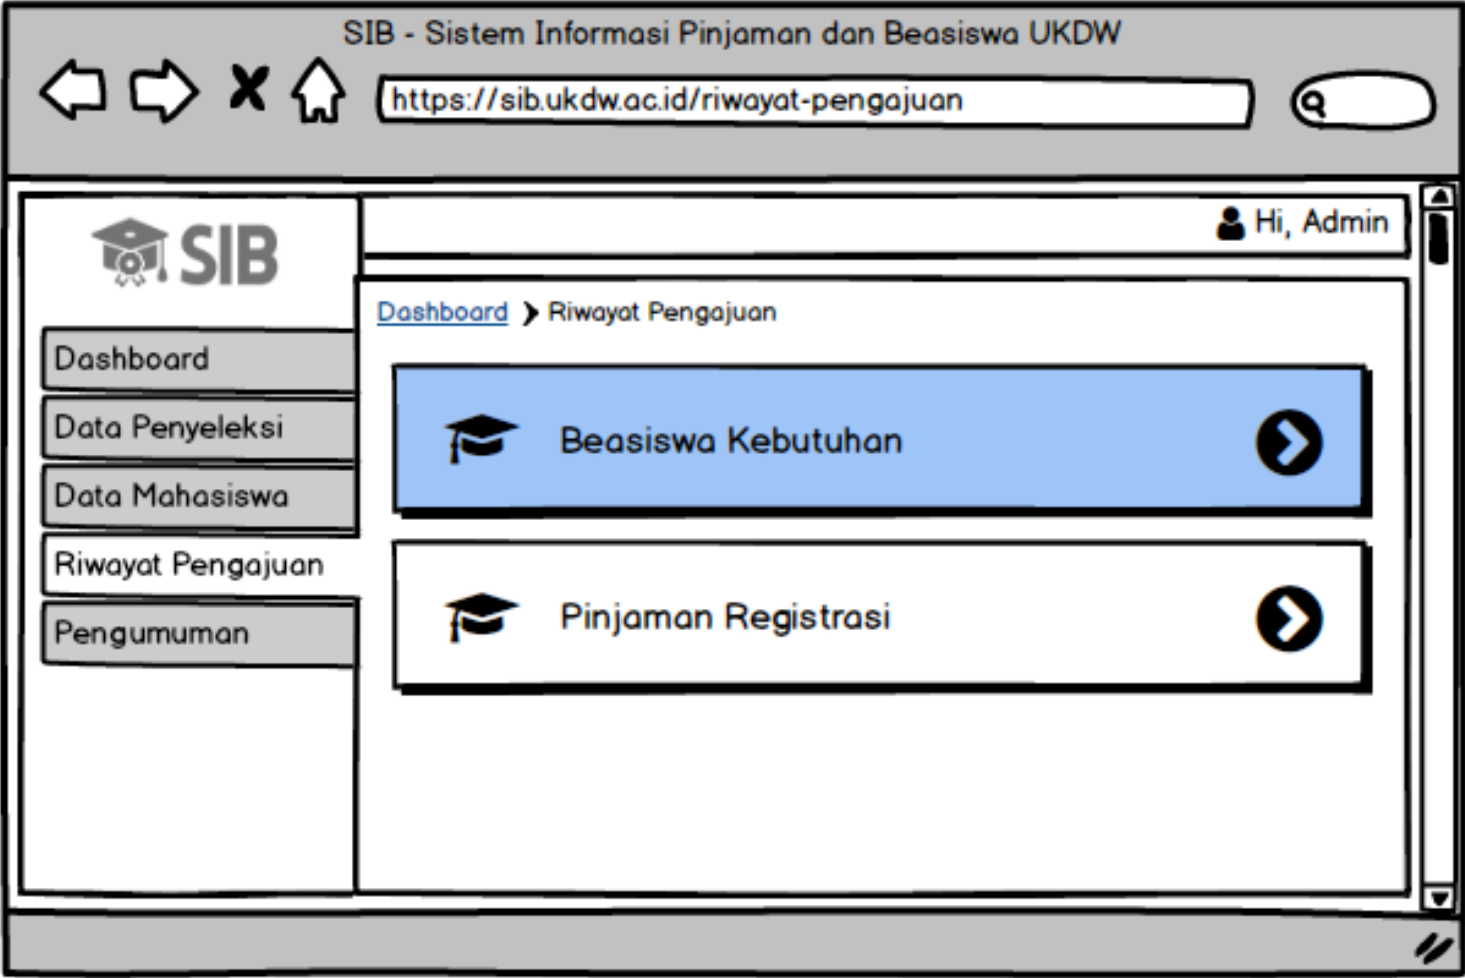 SIB - Sistem Informasi Pinjaman dan Beasiswa UKDW
https://sib.ukdw.ac.id/riwayat-pengajuan
SIB
Hi, Admin
Dashboard
Data Penyeleksi
Data Mahasiswa
Riwayat Pengajuan
Pengumuman
Dashboard Riwayat Pengajuan
Beasiswa Kebutuhan
Pinjaman Registrasi